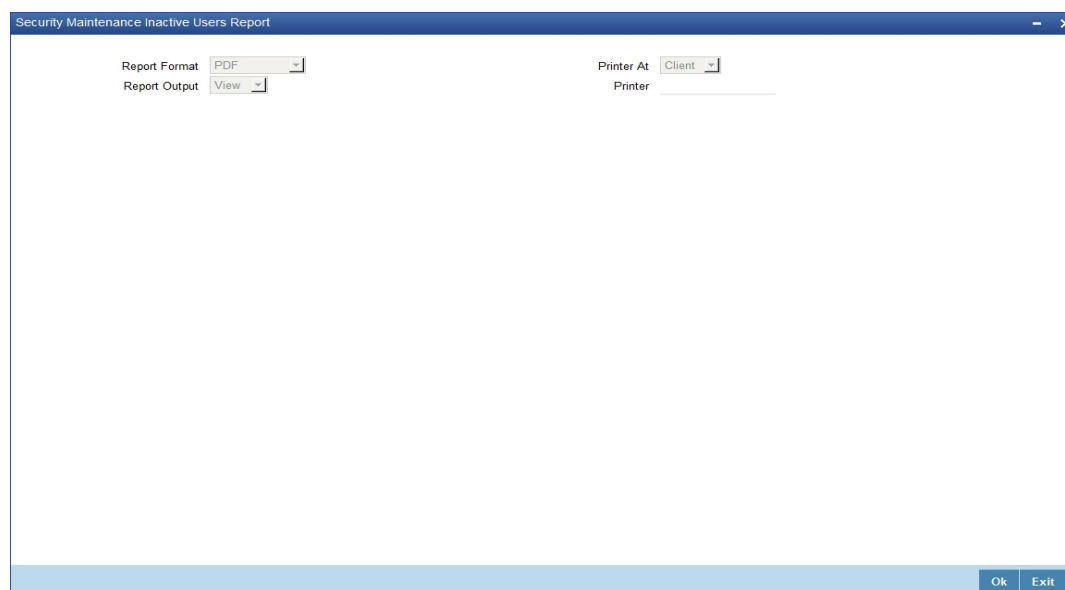 Security Maintenance Inactive Users Report
Report Format PDF Printer At Client
Report Output View Printer
Ok Exit